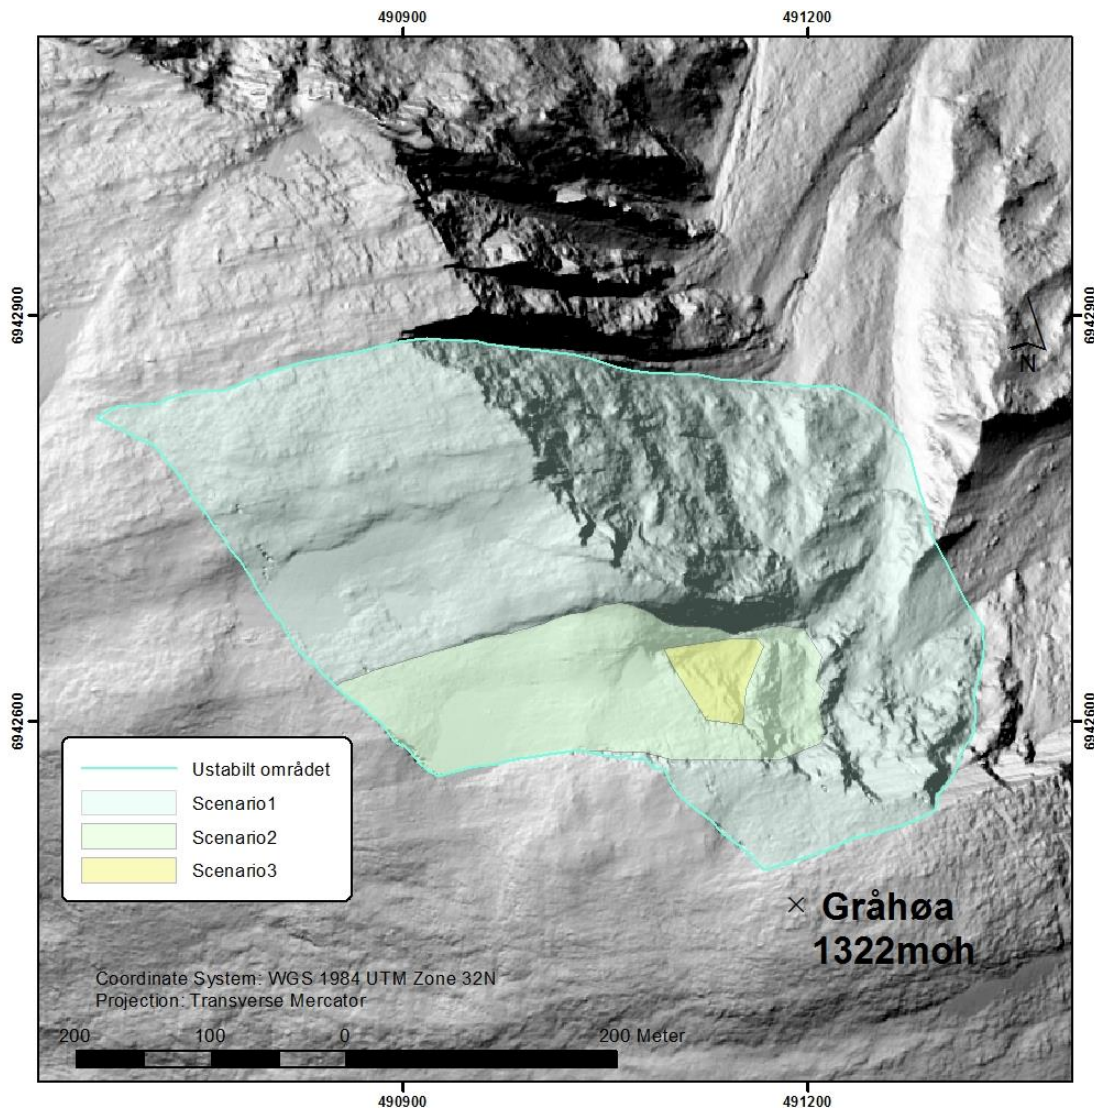 490900
491200
6942900
6942900
N
6942600
6942600
Ustabilt området
Scenario1
Scenario2
Scenario3
Gråhøa
1322moh
Coordinate System: WGS 1984 UTM Zone 32N
Projection: Transverse Mercator
200 100 0 200 Meter
490900
491200